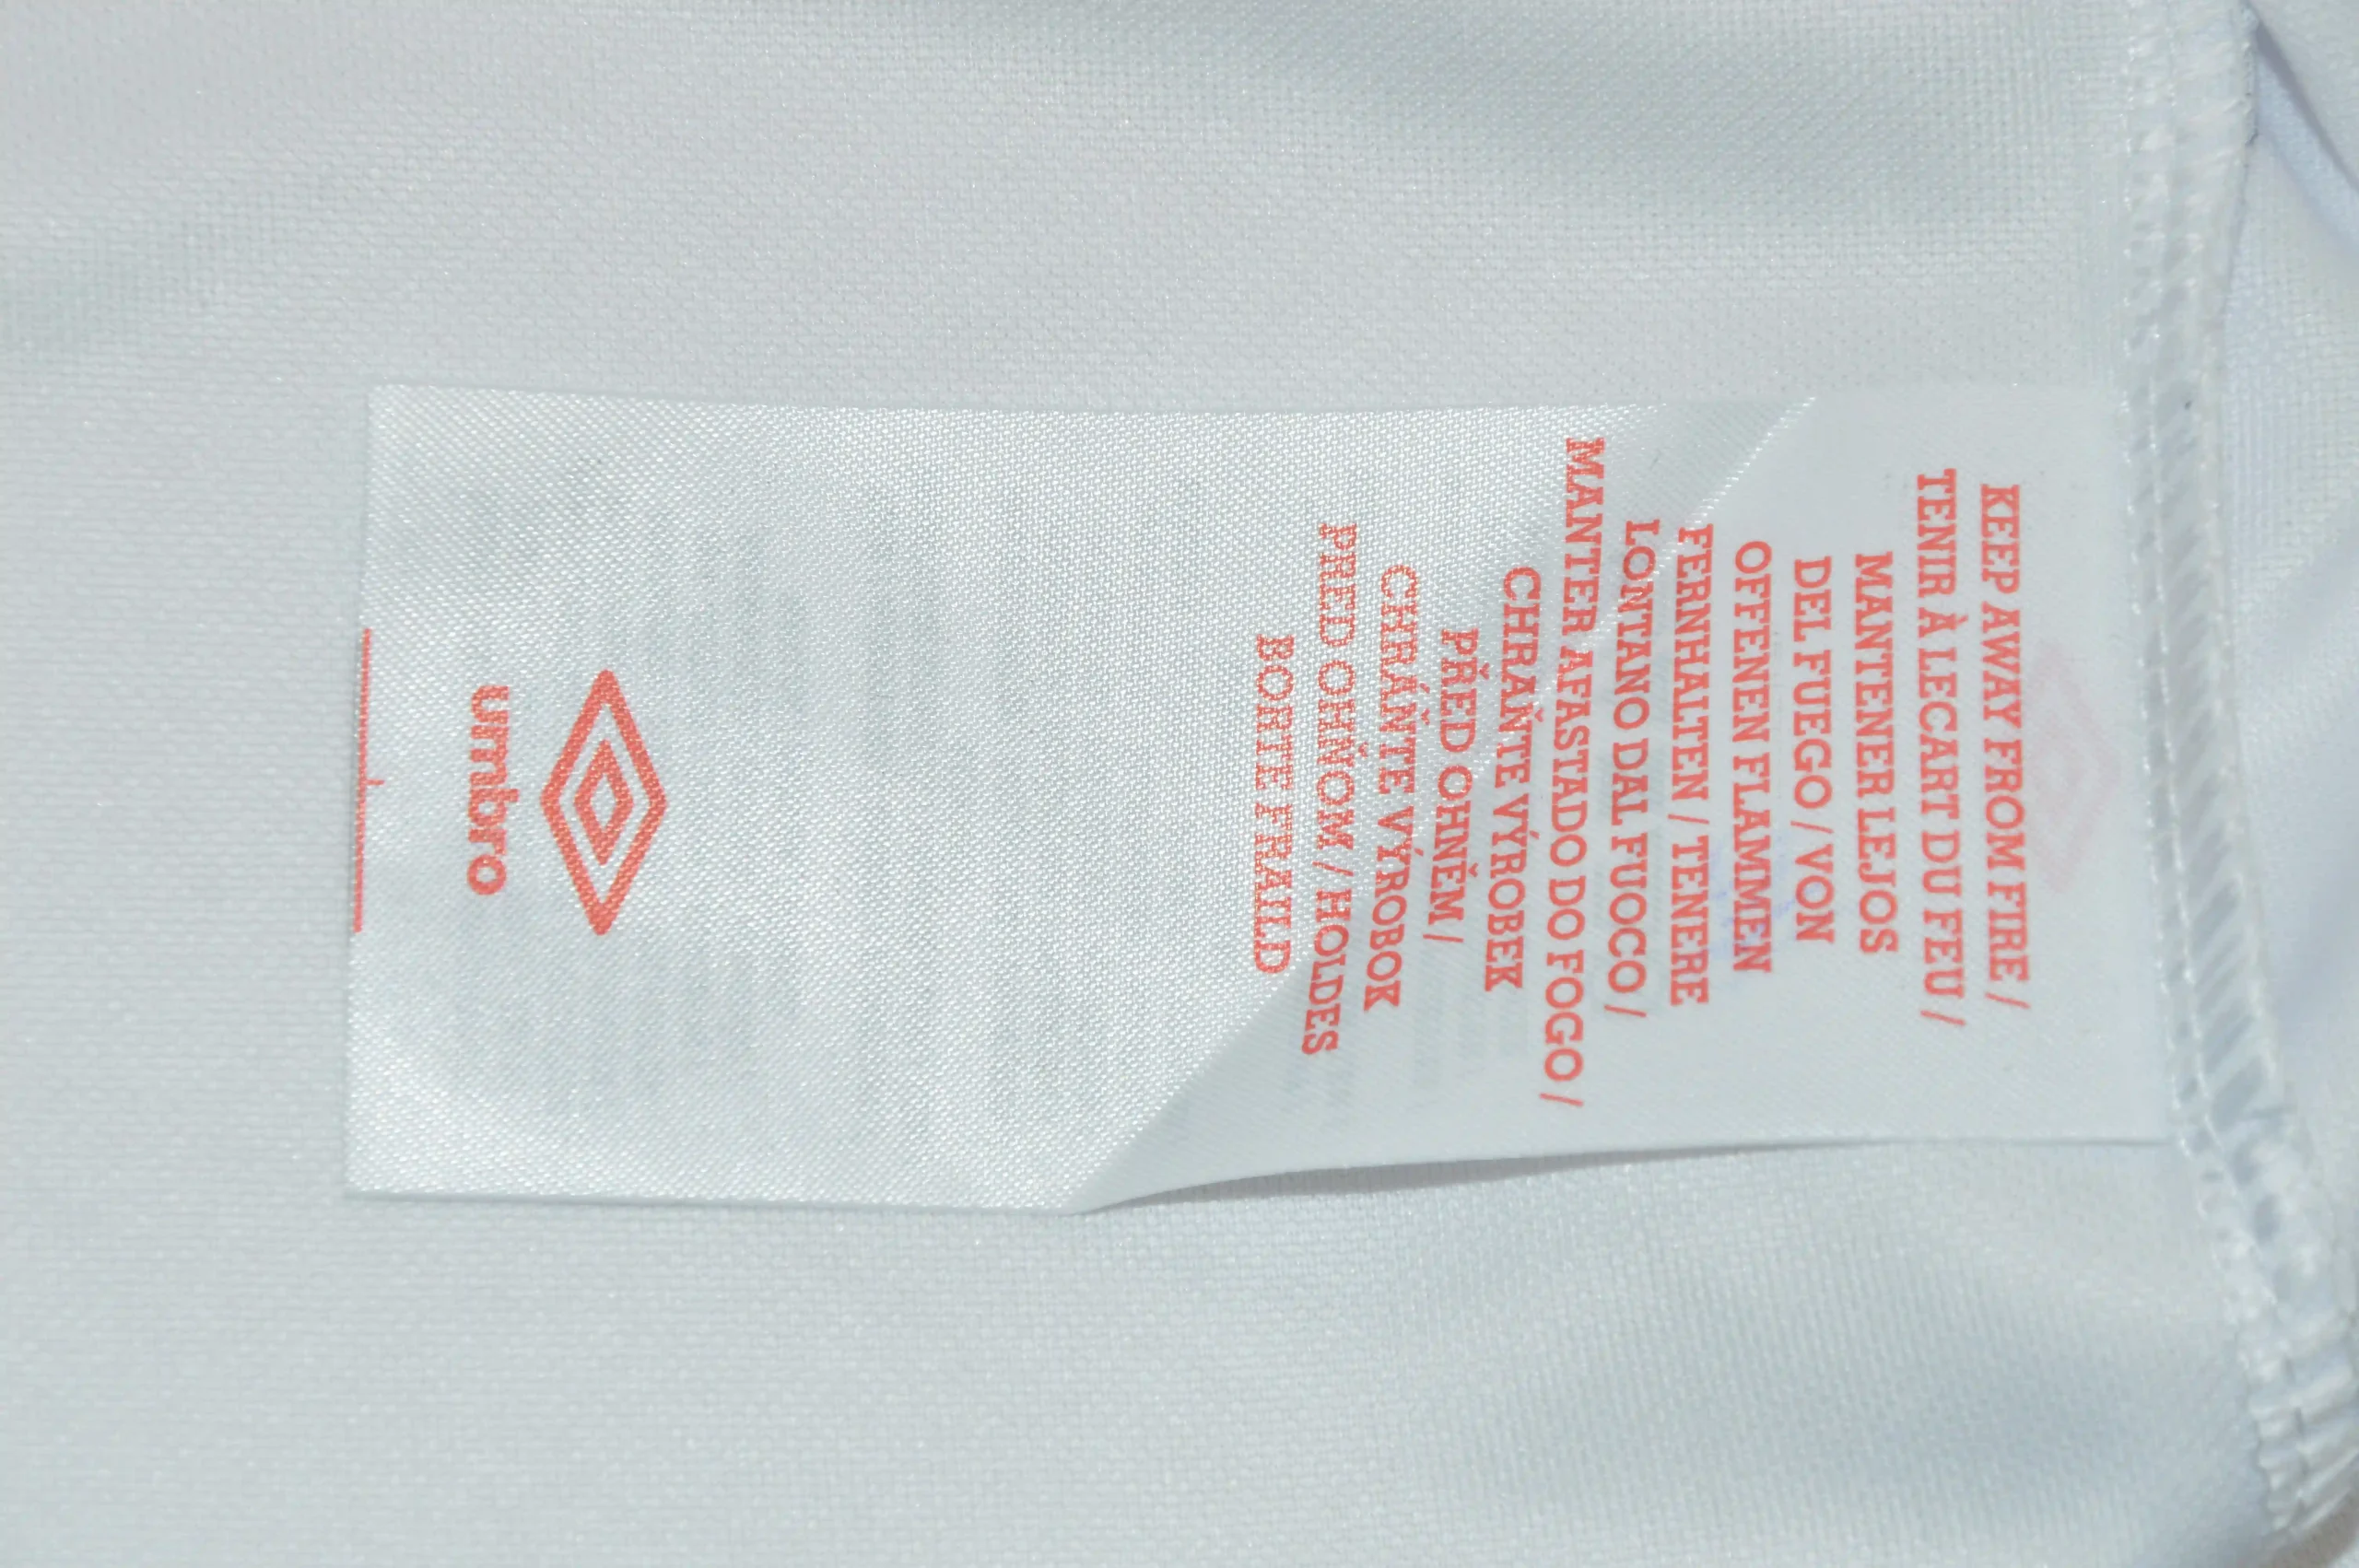 KEEP AWAY FROM FIRE /
TENIR À LECART DU FEU /
MANTENER LEJOS
DEL FUEGO / VON
OFFENEN FLAMMEN
FERNHALTEN / TENERE
LONTANO DAL FUOCO /
MANTER AFASTADO DO FOGO /
CHRAŇTE VÝROBEK
PŘED OHNĚM /
CHRÁŇTE VÝROBOK
PRED OHŇOM / HOLDES
BORTE FRA ILD
umbro